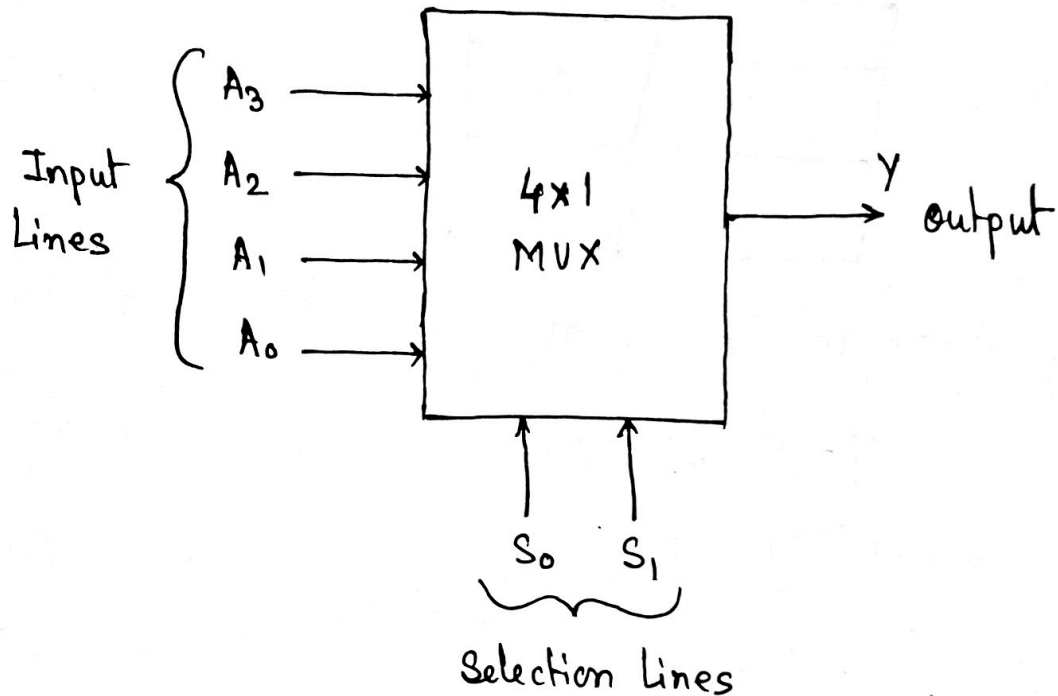 Input
Lines
A₃
A₂
A₁
A₀
4x1
MUX
Y
output
S₀ S₁
Selection Lines